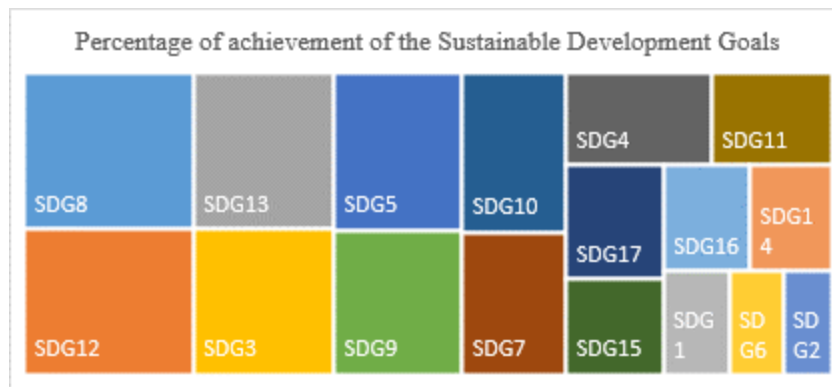 Percentage of achievement of the Sustainable Development Goals
SDG8
SDG13
SDG5
SDG10
SDG4
SDG11
SDG17
SDG16
SDG1
4
SDG12
SDG3
SDG9
SDG7
SDG15
SDG
1
SD
G6
SD
G2